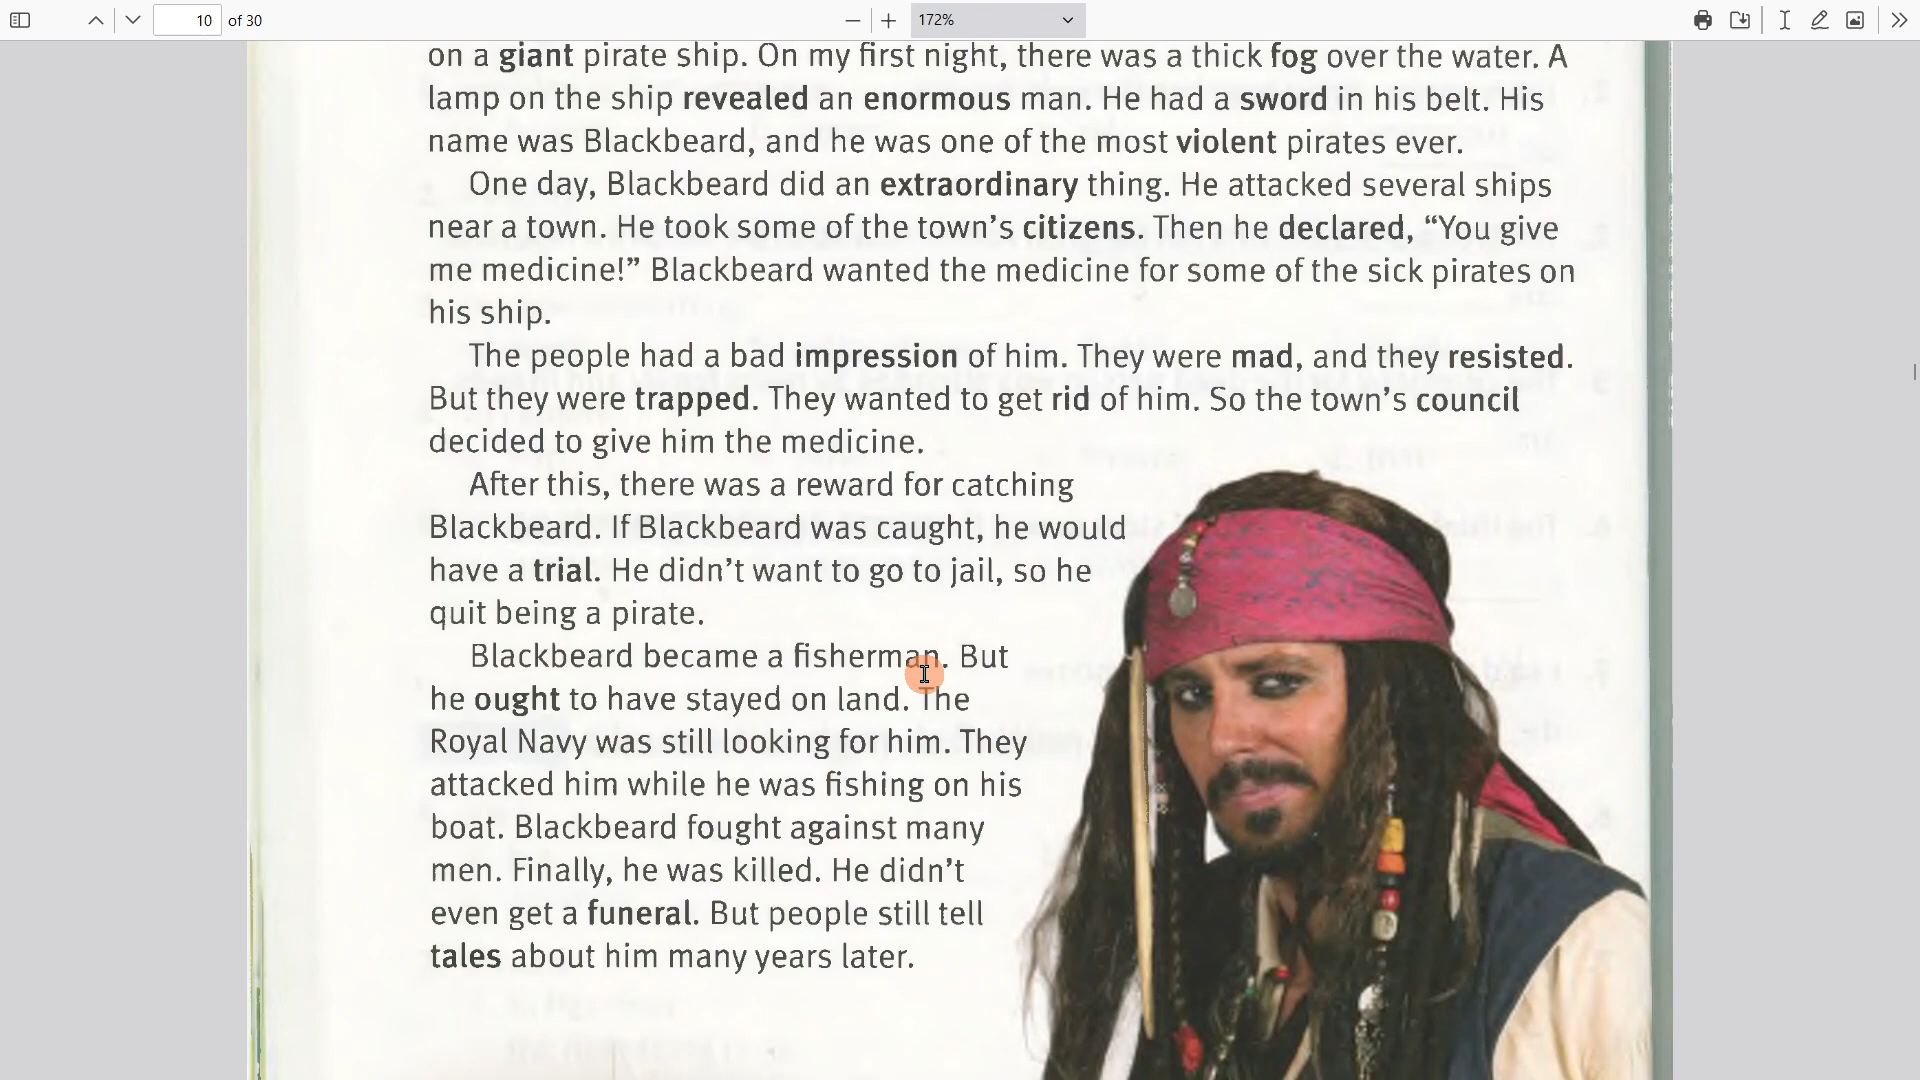 10 of 30
172%
on a giant pirate ship. On my first night, there was a thick fog over the water. A
lamp on the ship revealed an enormous man. He had a sword in his belt. His
name was Blackbeard, and he was one of the most violent pirates ever.
One day, Blackbeard did an extraordinary thing. He attacked several ships
near a town. He took some of the town’s citizens. Then he declared, “You give
me medicine!” Blackbeard wanted the medicine for some of the sick pirates on
his ship.
The people had a bad impression of him. They were mad, and they resisted.
But they were trapped. They wanted to get rid of him. So the town’s council
decided to give him the medicine.
After this, there was a reward for catching
Blackbeard. If Blackbeard was caught, he would
have a trial. He didn’t want to go to jail, so he
quit being a pirate.
Blackbeard became a fisherman. But
he ought to have stayed on land. The
Royal Navy was still looking for him. They
attacked him while he was fishing on his
boat. Blackbeard fought against many
men. Finally, he was killed. He didn’t
even get a funeral. But people still tell
tales about him many years later.